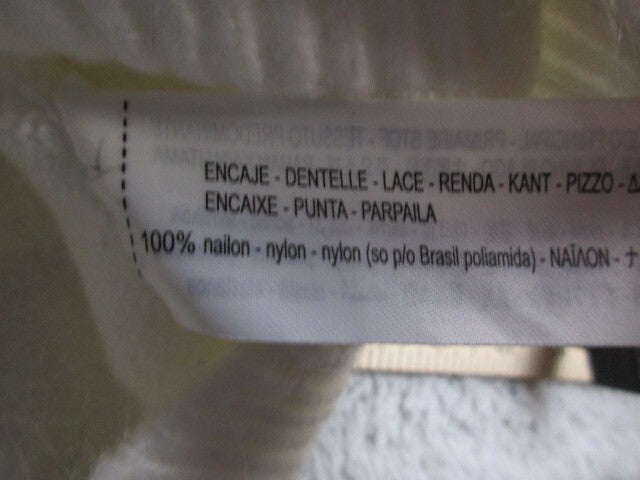 ENCAJE - DENTELLE - LACE - RENDA - KANT - PIZZO -
ENCAIXE - PUNTA - PARPAILA
100% nailon - nylon - nylon (so p/o Brasil poliamida) - ΝΑΪΛΟΝ -